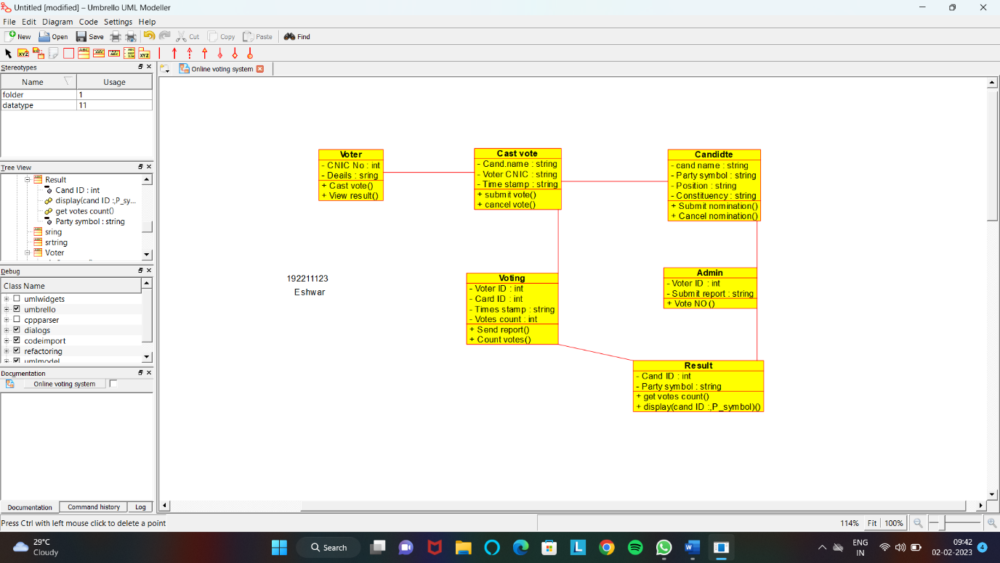 Untitled [modified] – Umbrello UML Modeller
File Edit Diagram Code Settings Help
New Open Save Cut Copy Paste Find
Stereotypes
Name Usage
folder 1
datatype 11
Tree View
Result
Cand ID : int
display(cand ID :,P_sy...
get votes count()
Party symbol : string
sring
srtring
Voter
Debug
Class Name
umlwidgets
umbrello
cppparser
dialogs
codeimport
refactoring
umlmodel
Documentation
Online voting system
Documentation Command history Log
Online voting system
Voter
- CNIC No : int
- Deails : sring
+ Cast vote()
+ View result()
Cast vote
- Cand.name : string
- Voter CNIC : string
- Time stamp : string
+ submit vote()
+ cancel vote()
Candidte
- cand name : string
- Party symbol : string
- Position : string
- Constituency : string
+ Submit nomination()
+ Cancel nomination()
192211123
Eshwar
Voting
- Voter ID : int
- Card ID : int
- Times stamp : string
- Votes count : int
+ Send report()
+ Count votes()
Admin
- Voter ID : int
- Submit report : string
+ Vote NO()
Result
- Cand ID : int
- Party symbol : string
+ get votes count()
+ display(cand ID :,P_symbol)()
Press Ctrl with left mouse click to delete a point
114% Fit 100%
29°C
Cloudy
Search
ENG
IN
09:42
02-02-2023
4